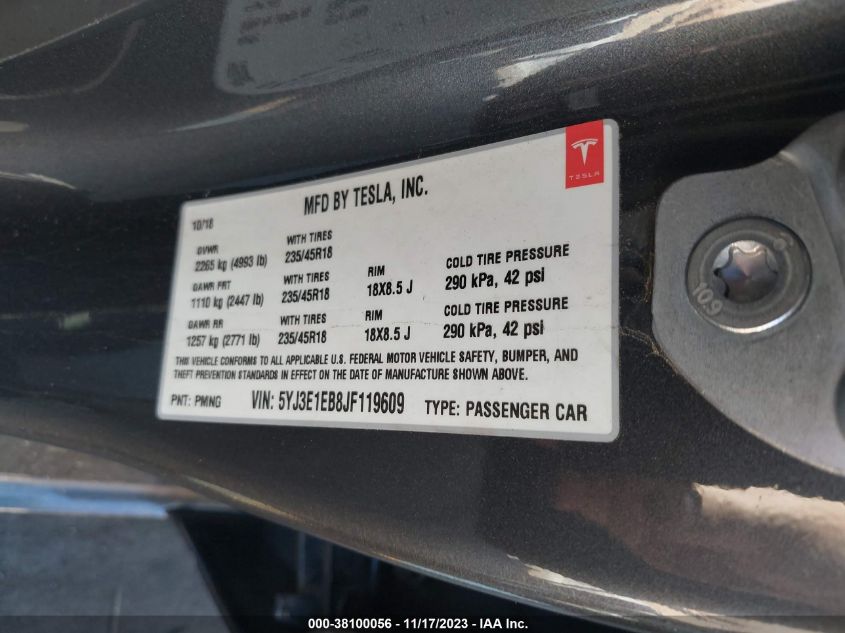 TESLA
MFD BY TESLA, INC.
10/18
GVWR WITH TIRES
2265 kg (4993 lb) 235/45R18
GAWR FRT WITH TIRES RIM COLD TIRE PRESSURE
1110 kg (2447 lb) 235/45R18 18X8.5 J 290 kPa, 42 psi
GAWR RR WITH TIRES RIM COLD TIRE PRESSURE
1257 kg (2771 lb) 235/45R18 18X8.5 J 290 kPa, 42 psi
THIS VEHICLE CONFORMS TO ALL APPLICABLE U.S. FEDERAL MOTOR VEHICLE SAFETY, BUMPER, AND
THEFT PREVENTION STANDARDS IN EFFECT ON THE DATE OF MANUFACTURE SHOWN ABOVE.
PNT: PMNG VIN: 5YJ3E1EB8JF119609 TYPE: PASSENGER CAR
10.9
000-38100056 - 11/17/2023 - IAA, Inc.